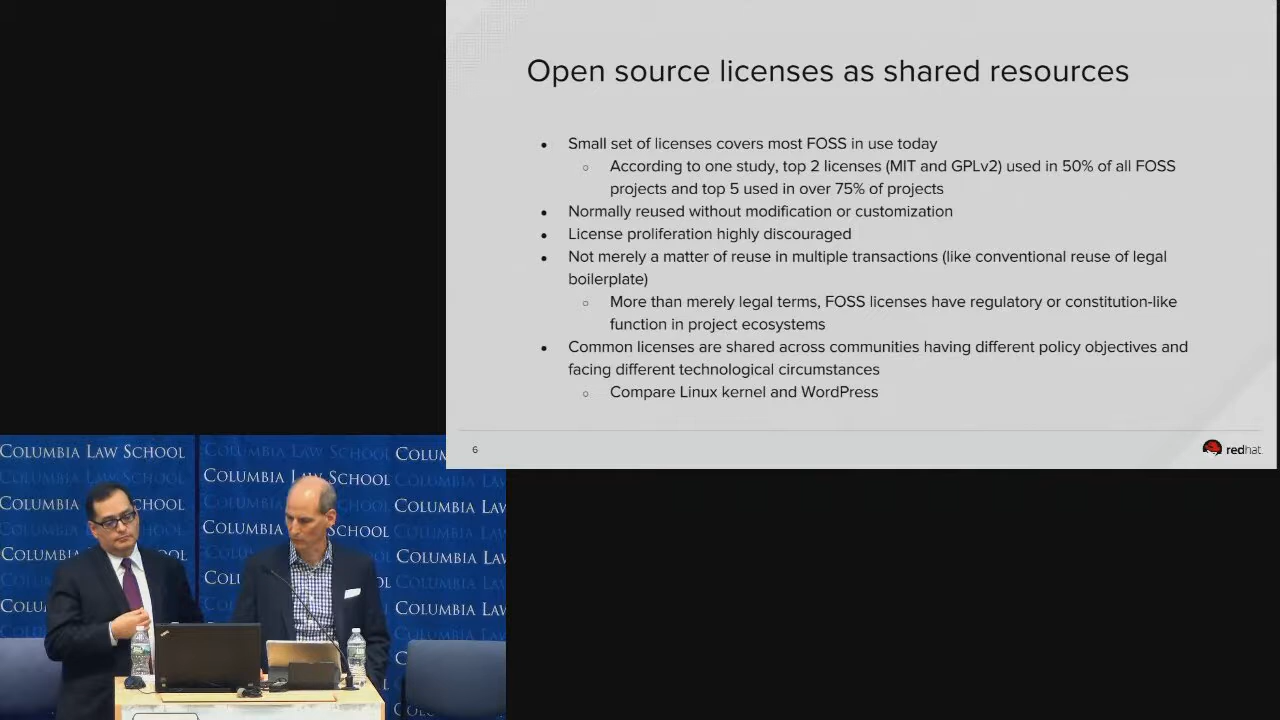 Open source licenses as shared resources
• Small set of licenses covers most FOSS in use today
○ According to one study, top 2 licenses (MIT and GPLv2) used in 50% of all FOSS
projects and top 5 used in over 75% of projects
• Normally reused without modification or customization
• License proliferation highly discouraged
• Not merely a matter of reuse in multiple transactions (like conventional reuse of legal
boilerplate)
○ More than merely legal terms, FOSS licenses have regulatory or constitution-like
function in project ecosystems
• Common licenses are shared across communities having different policy objectives and
facing different technological circumstances
○ Compare Linux kernel and WordPress
6
redhat
COLUMBIA LAW SCHOOL
COLUMBIA LAW SCHOOL
COLUMBIA LAW SCHOOL
COLUMBIA LAW
COLUMBIA LAW
COLUMBIA LAW